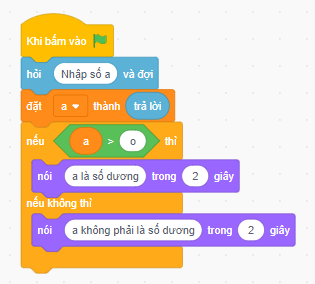 Khi bấm vào
hỏi Nhập số a và đợi
đặt a thành trả lời
nếu a > o thì
nói a là số dương trong 2 giây
nếu không thì
nói a không phải là số dương trong 2 giây